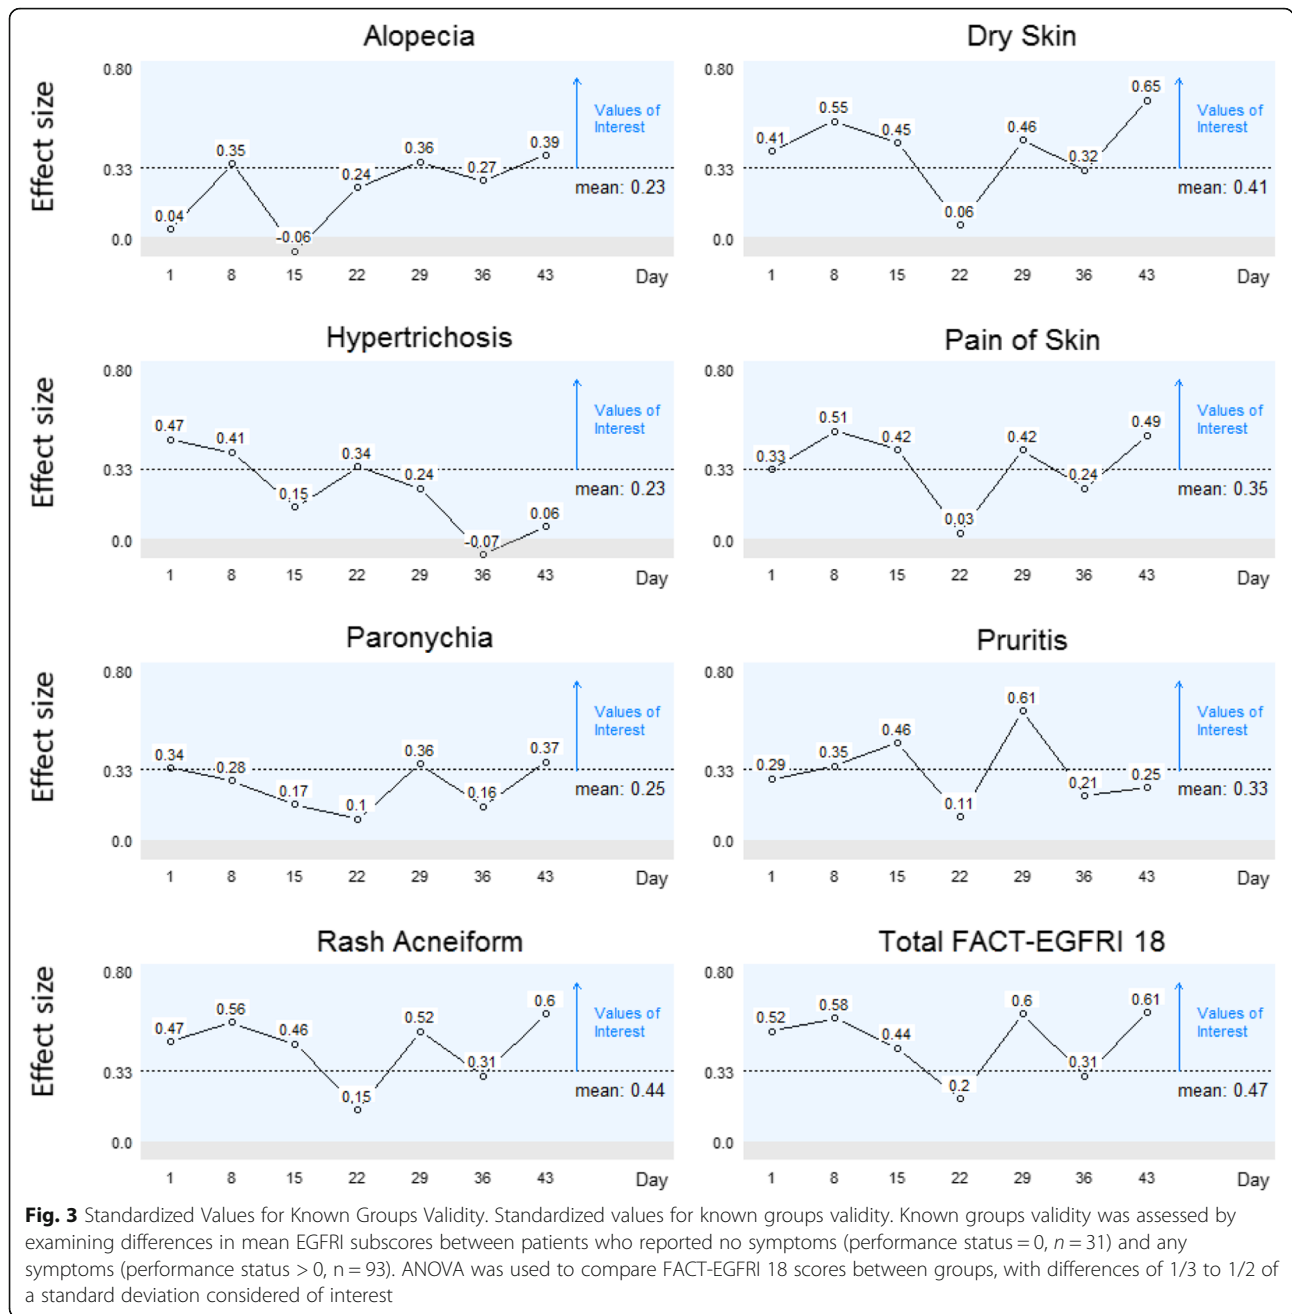 Alopecia
Effect size
0.80
0.33
0.0
0.04
0.35
-0.06
0.24
0.36
0.27
0.39
Values of
Interest
mean: 0.23
1 8 15 22 29 36 43 Day
Dry Skin
0.80
0.33
0.0
0.41
0.55
0.45
0.06
0.46
0.32
0.65
Values of
Interest
mean: 0.41
1 8 15 22 29 36 43 Day
Hypertrichosis
Effect size
0.80
0.33
0.0
0.47
0.41
0.15
0.34
0.24
-0.07
0.06
Values of
Interest
mean: 0.23
1 8 15 22 29 36 43 Day
Pain of Skin
0.80
0.33
0.0
0.33
0.51
0.42
0.03
0.42
0.24
0.49
Values of
Interest
mean: 0.35
1 8 15 22 29 36 43 Day
Paronychia
Effect size
0.80
0.33
0.0
0.34
0.28
0.17
0.1
0.36
0.16
0.37
Values of
Interest
mean: 0.25
1 8 15 22 29 36 43 Day
Pruritis
0.80
0.33
0.0
0.29
0.35
0.46
0.11
0.61
0.21
0.25
Values of
Interest
mean: 0.33
1 8 15 22 29 36 43 Day
Rash Acneiform
Effect size
0.80
0.33
0.0
0.47
0.56
0.46
0.15
0.52
0.31
0.6
Values of
Interest
mean: 0.44
1 8 15 22 29 36 43 Day
Total FACT-EGFRI 18
0.80
0.33
0.0
0.52
0.58
0.44
0.2
0.6
0.31
0.61
Values of
Interest
mean: 0.47
1 8 15 22 29 36 43 Day
Fig. 3 Standardized Values for Known Groups Validity. Standardized values for known groups validity. Known groups validity was assessed by
examining differences in mean EGFRI subscores between patients who reported no symptoms (performance status = 0, n = 31) and any
symptoms (performance status > 0, n = 93). ANOVA was used to compare FACT-EGFRI 18 scores between groups, with differences of 1/3 to 1/2 of
a standard deviation considered of interest